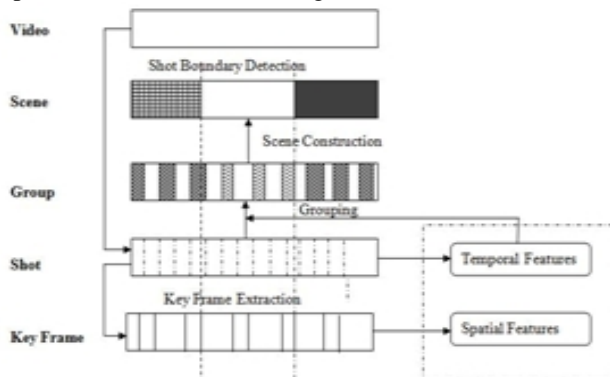 Video
Shot Boundary Detection
Scene
Scene Construction
Group
Grouping
Shot
Temporal Features
Key Frame Extraction
Key Frame
Spatial Features